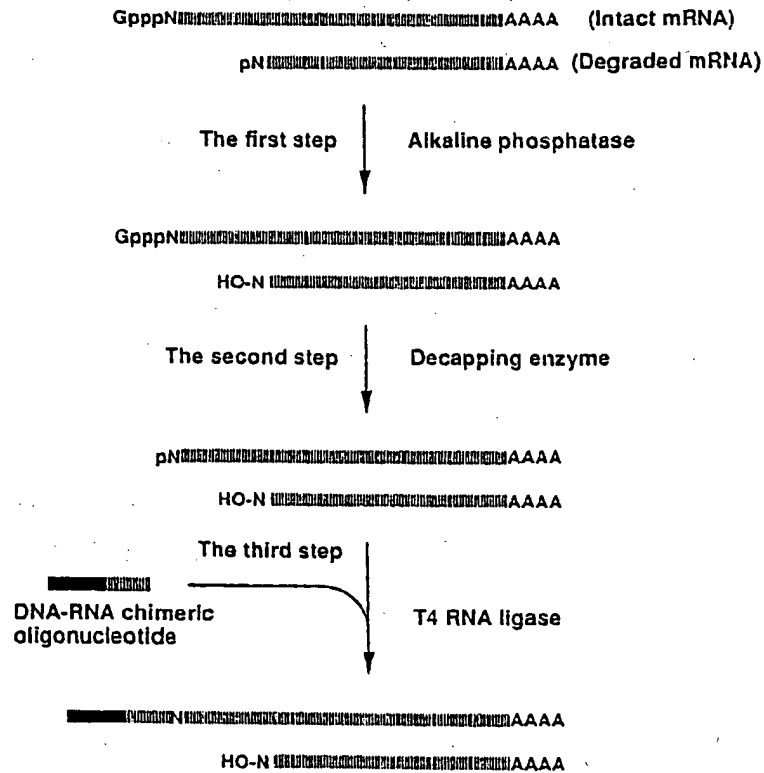 GpppN AAAA (Intact mRNA)
pN AAAA (Degraded mRNA)
The first step Alkaline phosphatase
GpppN AAAA
HO-N AAAA
The second step Decapping enzyme
pN AAAA
HO-N AAAA
The third step
DNA-RNA chimeric
oligonucleotide
T4 RNA ligase
N AAAA
HO-N AAAA